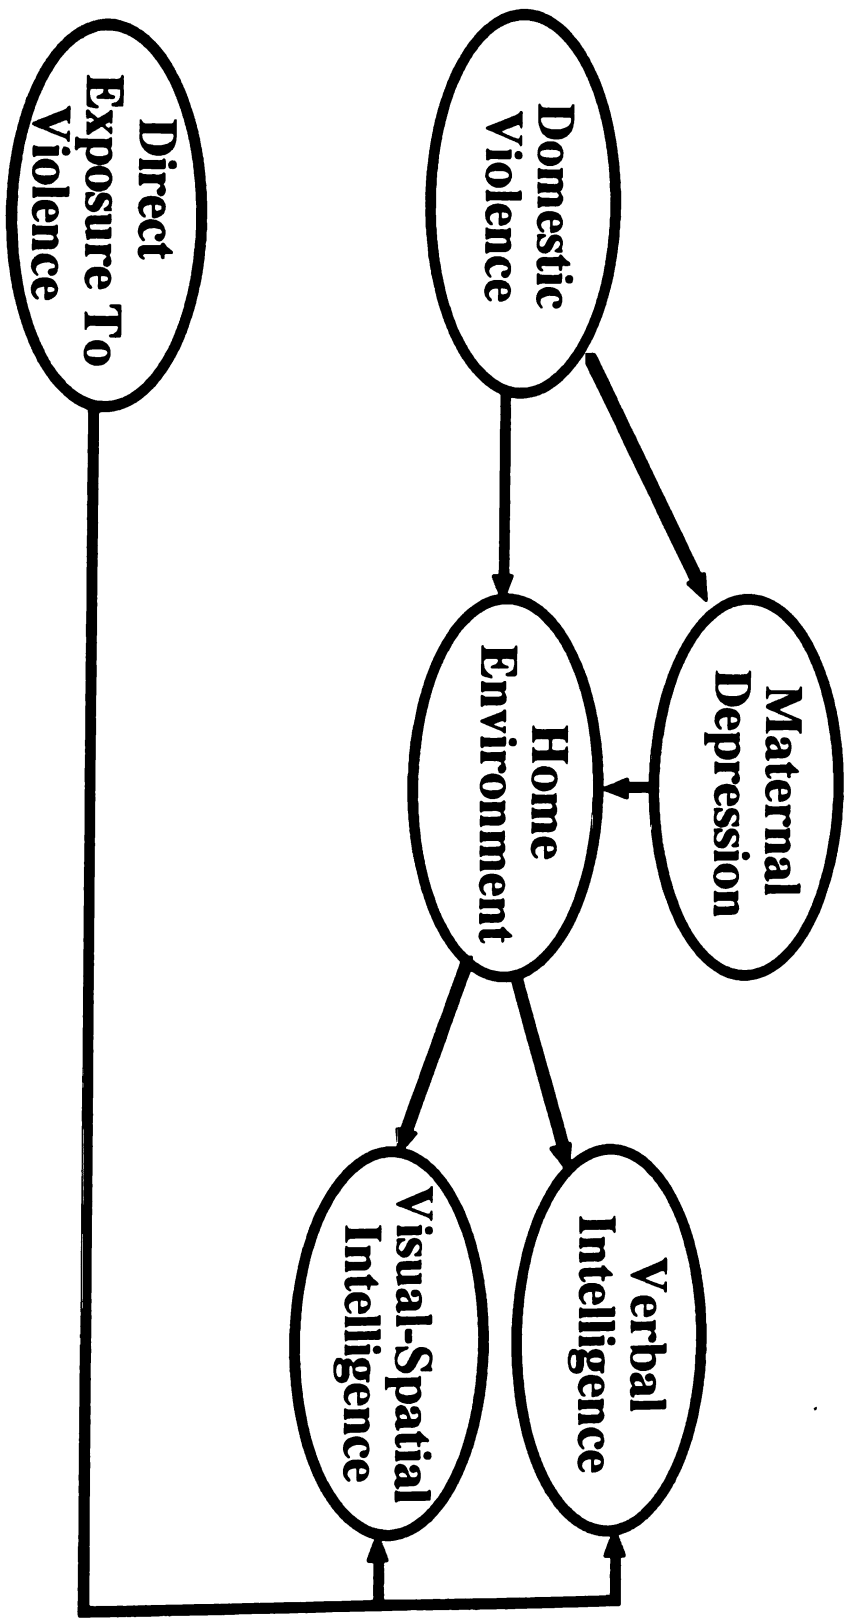 Maternal
Depression
Domestic
Violence
Home
Environment
Verbal
Intelligence
Visual-Spatial
Intelligence
Direct
Exposure To
Violence